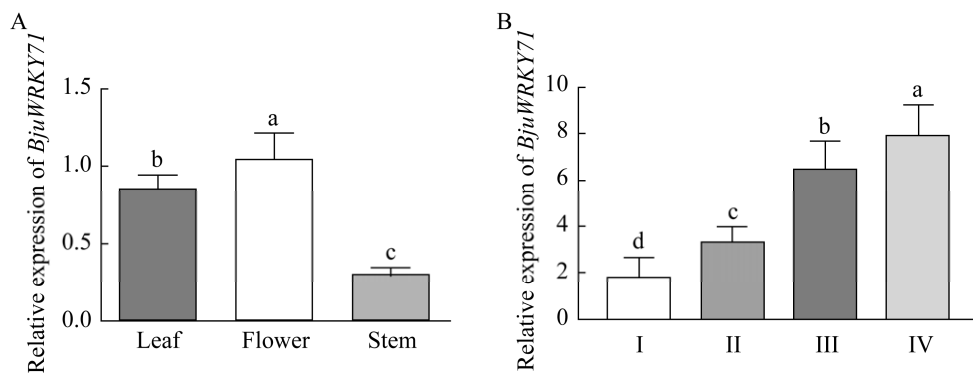 A
Relative expression of BjuWRKY71
1.5
1.0
0.5
0.0
b
a
c
Leaf
Flower
Stem
B
Relative expression of BjuWRKY71
10
8
6
4
2
0
d
c
b
a
I
II
III
IV